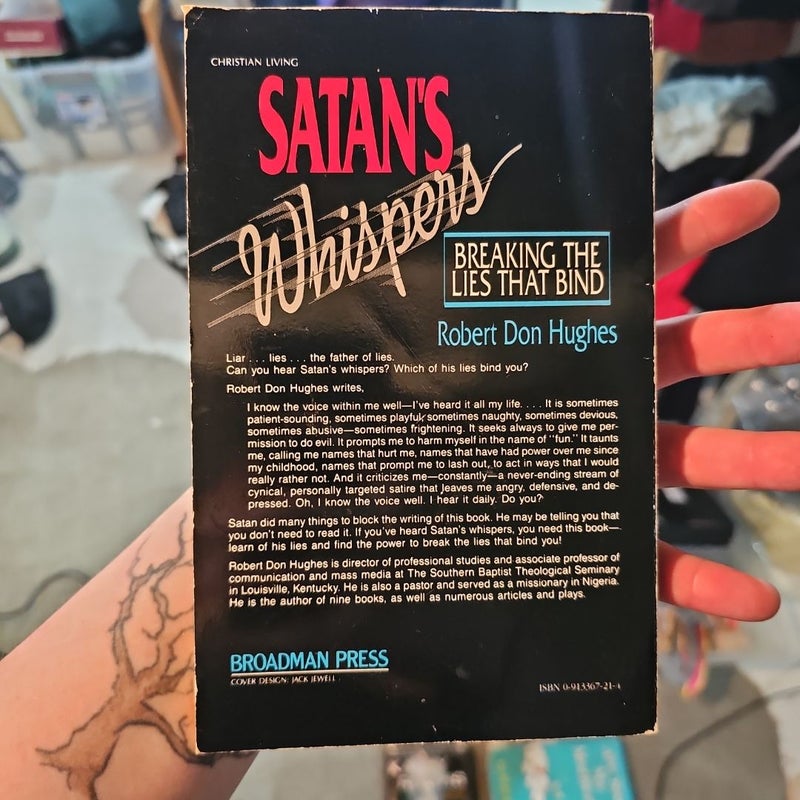 CHRISTIAN LIVING
SATAN'S
Whispers
BREAKING THE
LIES THAT BIND
Robert Don Hughes
Liar . . . lies . . . the father of lies.
Can you hear Satan's whispers? Which of his lies bind you?
Robert Don Hughes writes,
I know the voice within me well—I've heard it all my life. . . . It is sometimes
patient-sounding, sometimes playful; sometimes naughty, sometimes devious,
sometimes abusive—sometimes frightening. It seeks always to give me per-
mission to do evil. It prompts me to harm myself in the name of "fun." It taunts
me, calling me names that hurt me, names that have had power over me since
my childhood, names that prompt me to lash out, to act in ways that I would
really rather not. And it criticizes me—constantly—a never-ending stream of
cynical, personally targeted satire that leaves me angry, defensive, and de-
pressed. Oh, I know the voice well. I hear it daily. Do you?
Satan did many things to block the writing of this book. He may be telling you that
you don't need to read it. If you've heard Satan's whispers, you need this book—
learn of his lies and find the power to break the lies that bind you!
Robert Don Hughes is director of professional studies and associate professor of
communication and mass media at The Southern Baptist Theological Seminary
in Louisville, Kentucky. He is also a pastor and served as a missionary in Nigeria.
He is the author of nine books, as well as numerous articles and plays.
BROADMAN PRESS
COVER DESIGN: JACK JEWELL
ISBN 0-913367-21-4